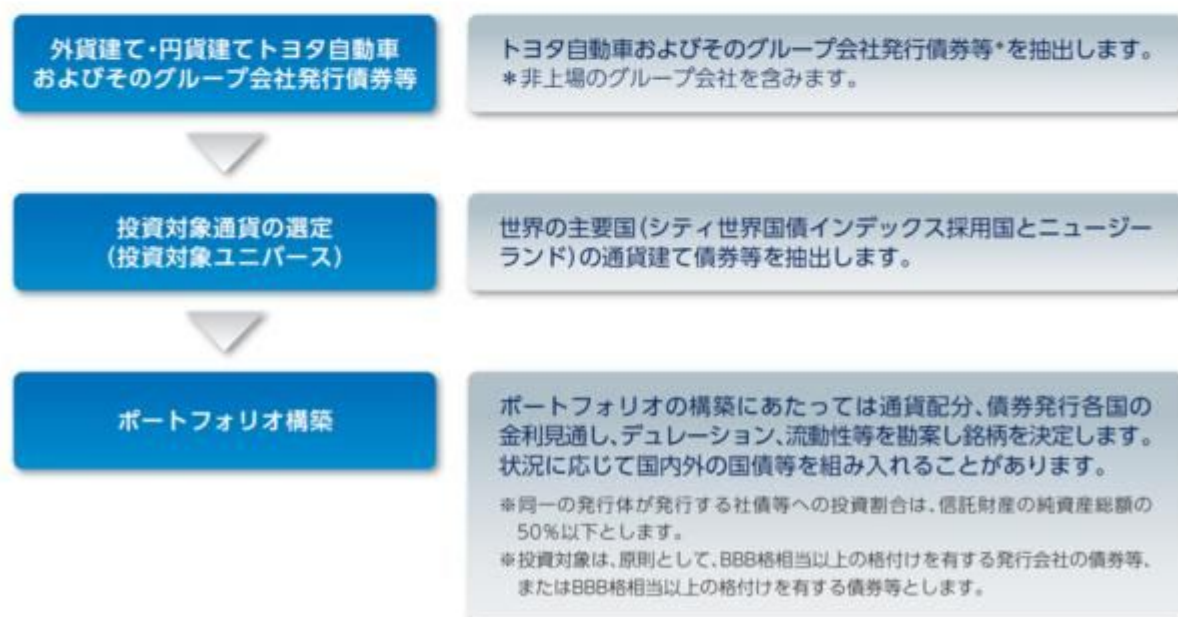 外貨建て・円貨建てトヨタ自動車
およびそのグループ会社発行債券等
トヨタ自動車およびそのグループ会社発行債券等*を抽出します。
*非上場のグループ会社を含みます。
投資対象通貨の選定
(投資対象ユニバース)
世界の主要国(シティ世界国債インデックス採用国とニュージー
ランド)の通貨建て債券等を抽出します。
ポートフォリオ構築
ポートフォリオの構築にあたっては通貨配分、債券発行各国の
金利見通し、デュレーション、流動性等を勘案し銘柄を決定します。
状況に応じて国内外の国債等を組み入れることがあります。
※同一の発行体が発行する社債等への投資割合は、信託財産の純資産総額の
50%以下とします。
※投資対象は、原則として、BBB格相当以上の格付けを有する発行会社の債券等、
またはBBB格相当以上の格付けを有する債券等とします。